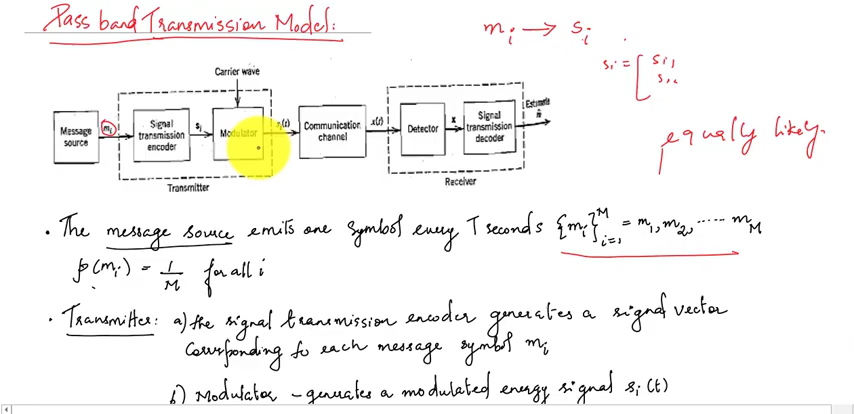 Pass band Transmission Model:
mi → si
si = [ si1
si2
equally likely.
Carrier wave
Message source
mi
Signal transmission encoder
si
Modulator
si(t)
Communication channel
x(t)
Detector
x
Signal transmission decoder
Estimate m̂
Transmitter
Receiver
. The message source emits one symbol every T seconds {mi}ᴹi=1 = m1, m2, ..... mM
p(mi) = 1/M for all i
. Transmitter: a) the signal transmission encoder generates a signal vector
corrsponding to each message symbol mi
b) Modulator - generates a modulated energy signal si(t)